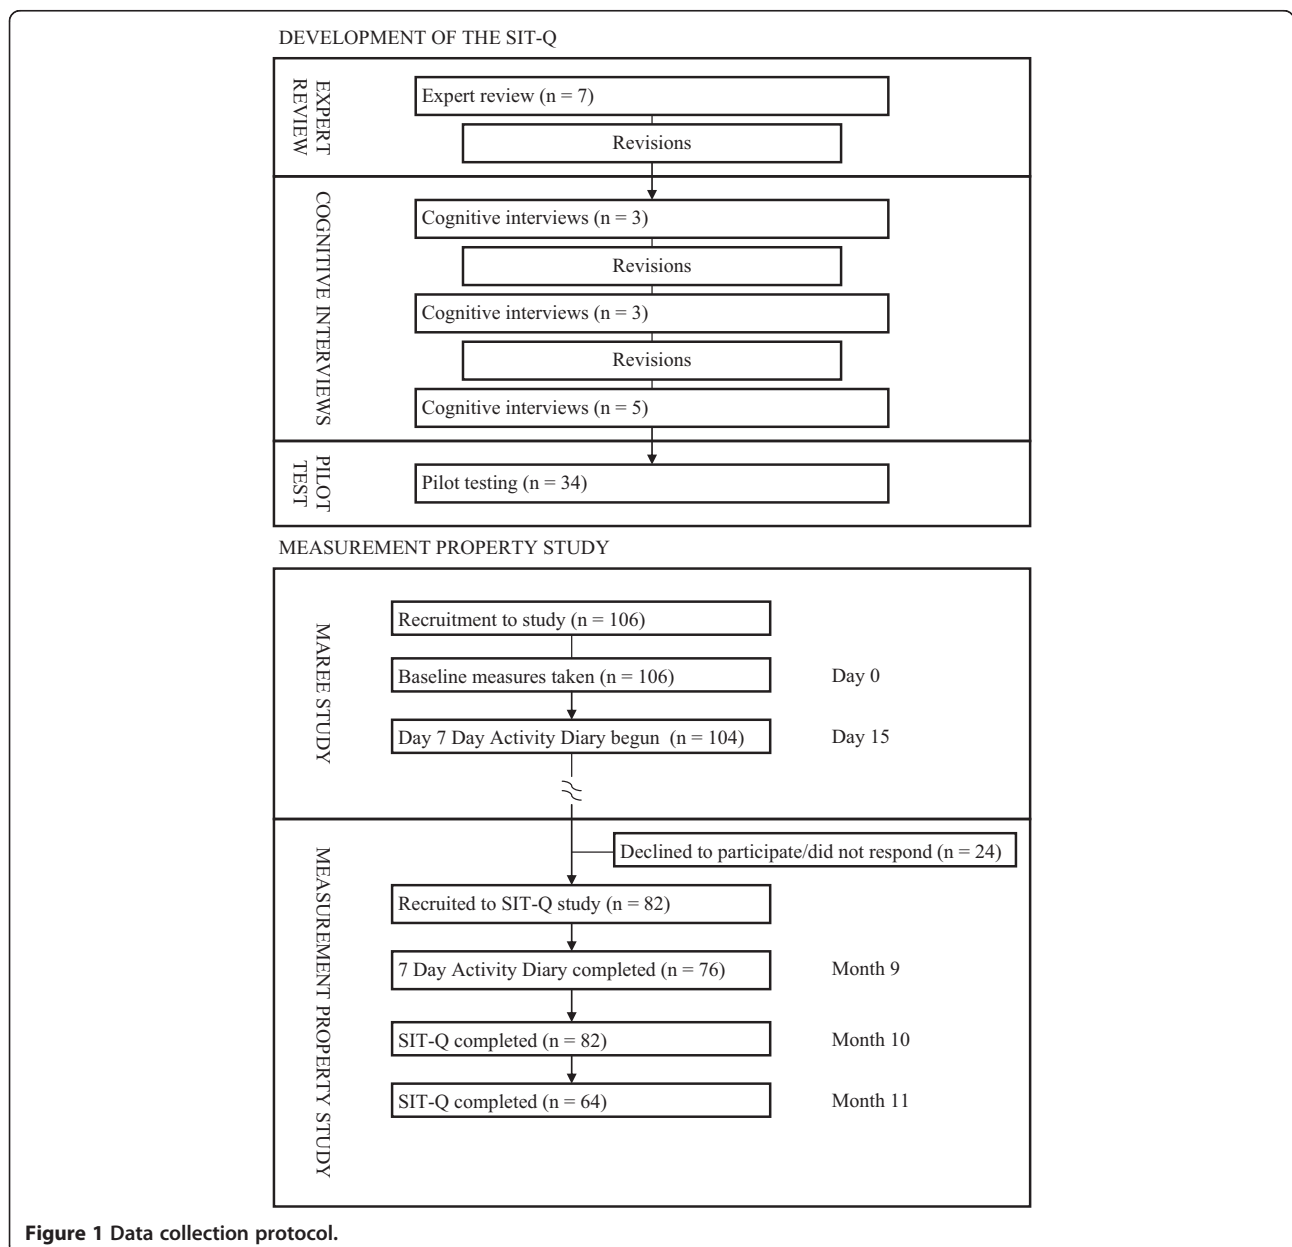 DEVELOPMENT OF THE SIT-Q
EXPERT
REVIEW
Expert review (n = 7)
Revisions
COGNITIVE INTERVIEWS
Cognitive interviews (n = 3)
Revisions
Cognitive interviews (n = 3)
Revisions
Cognitive interviews (n = 5)
PILOT
TEST
Pilot testing (n = 34)
MEASUREMENT PROPERTY STUDY
MAREE STUDY
Recruitment to study (n = 106)
Baseline measures taken (n = 106) Day 0
Day 7 Day Activity Diary begun (n = 104) Day 15
MEASUREMENT PROPERTY STUDY
Declined to participate/did not respond (n = 24)
Recruited to SIT-Q study (n = 82)
7 Day Activity Diary completed (n = 76) Month 9
SIT-Q completed (n = 82) Month 10
SIT-Q completed (n = 64) Month 11
Figure 1 Data collection protocol.